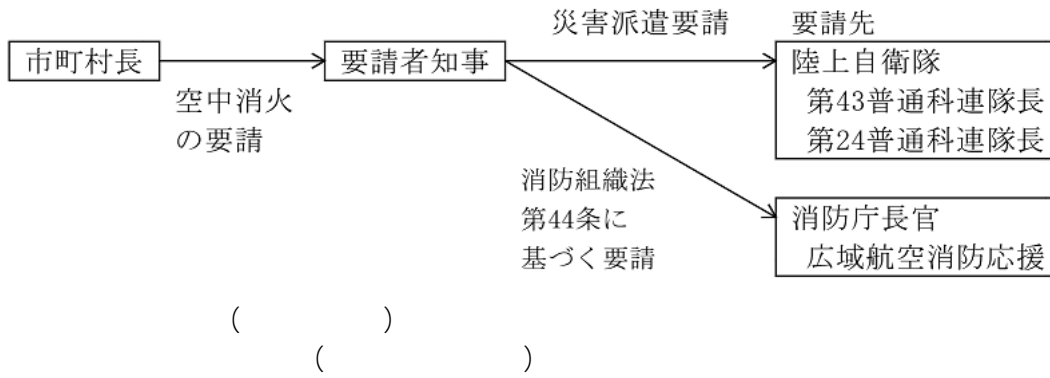 災害派遣要請
要請先
市町村長
要請者知事
陸上自衛隊
第43普通科連隊長
第24普通科連隊長
空中消火
の要請
消防組織法
第44条に
基づく要請
消防庁長官
広域航空消防応援
(　　　　　)
(　　　　　　　)